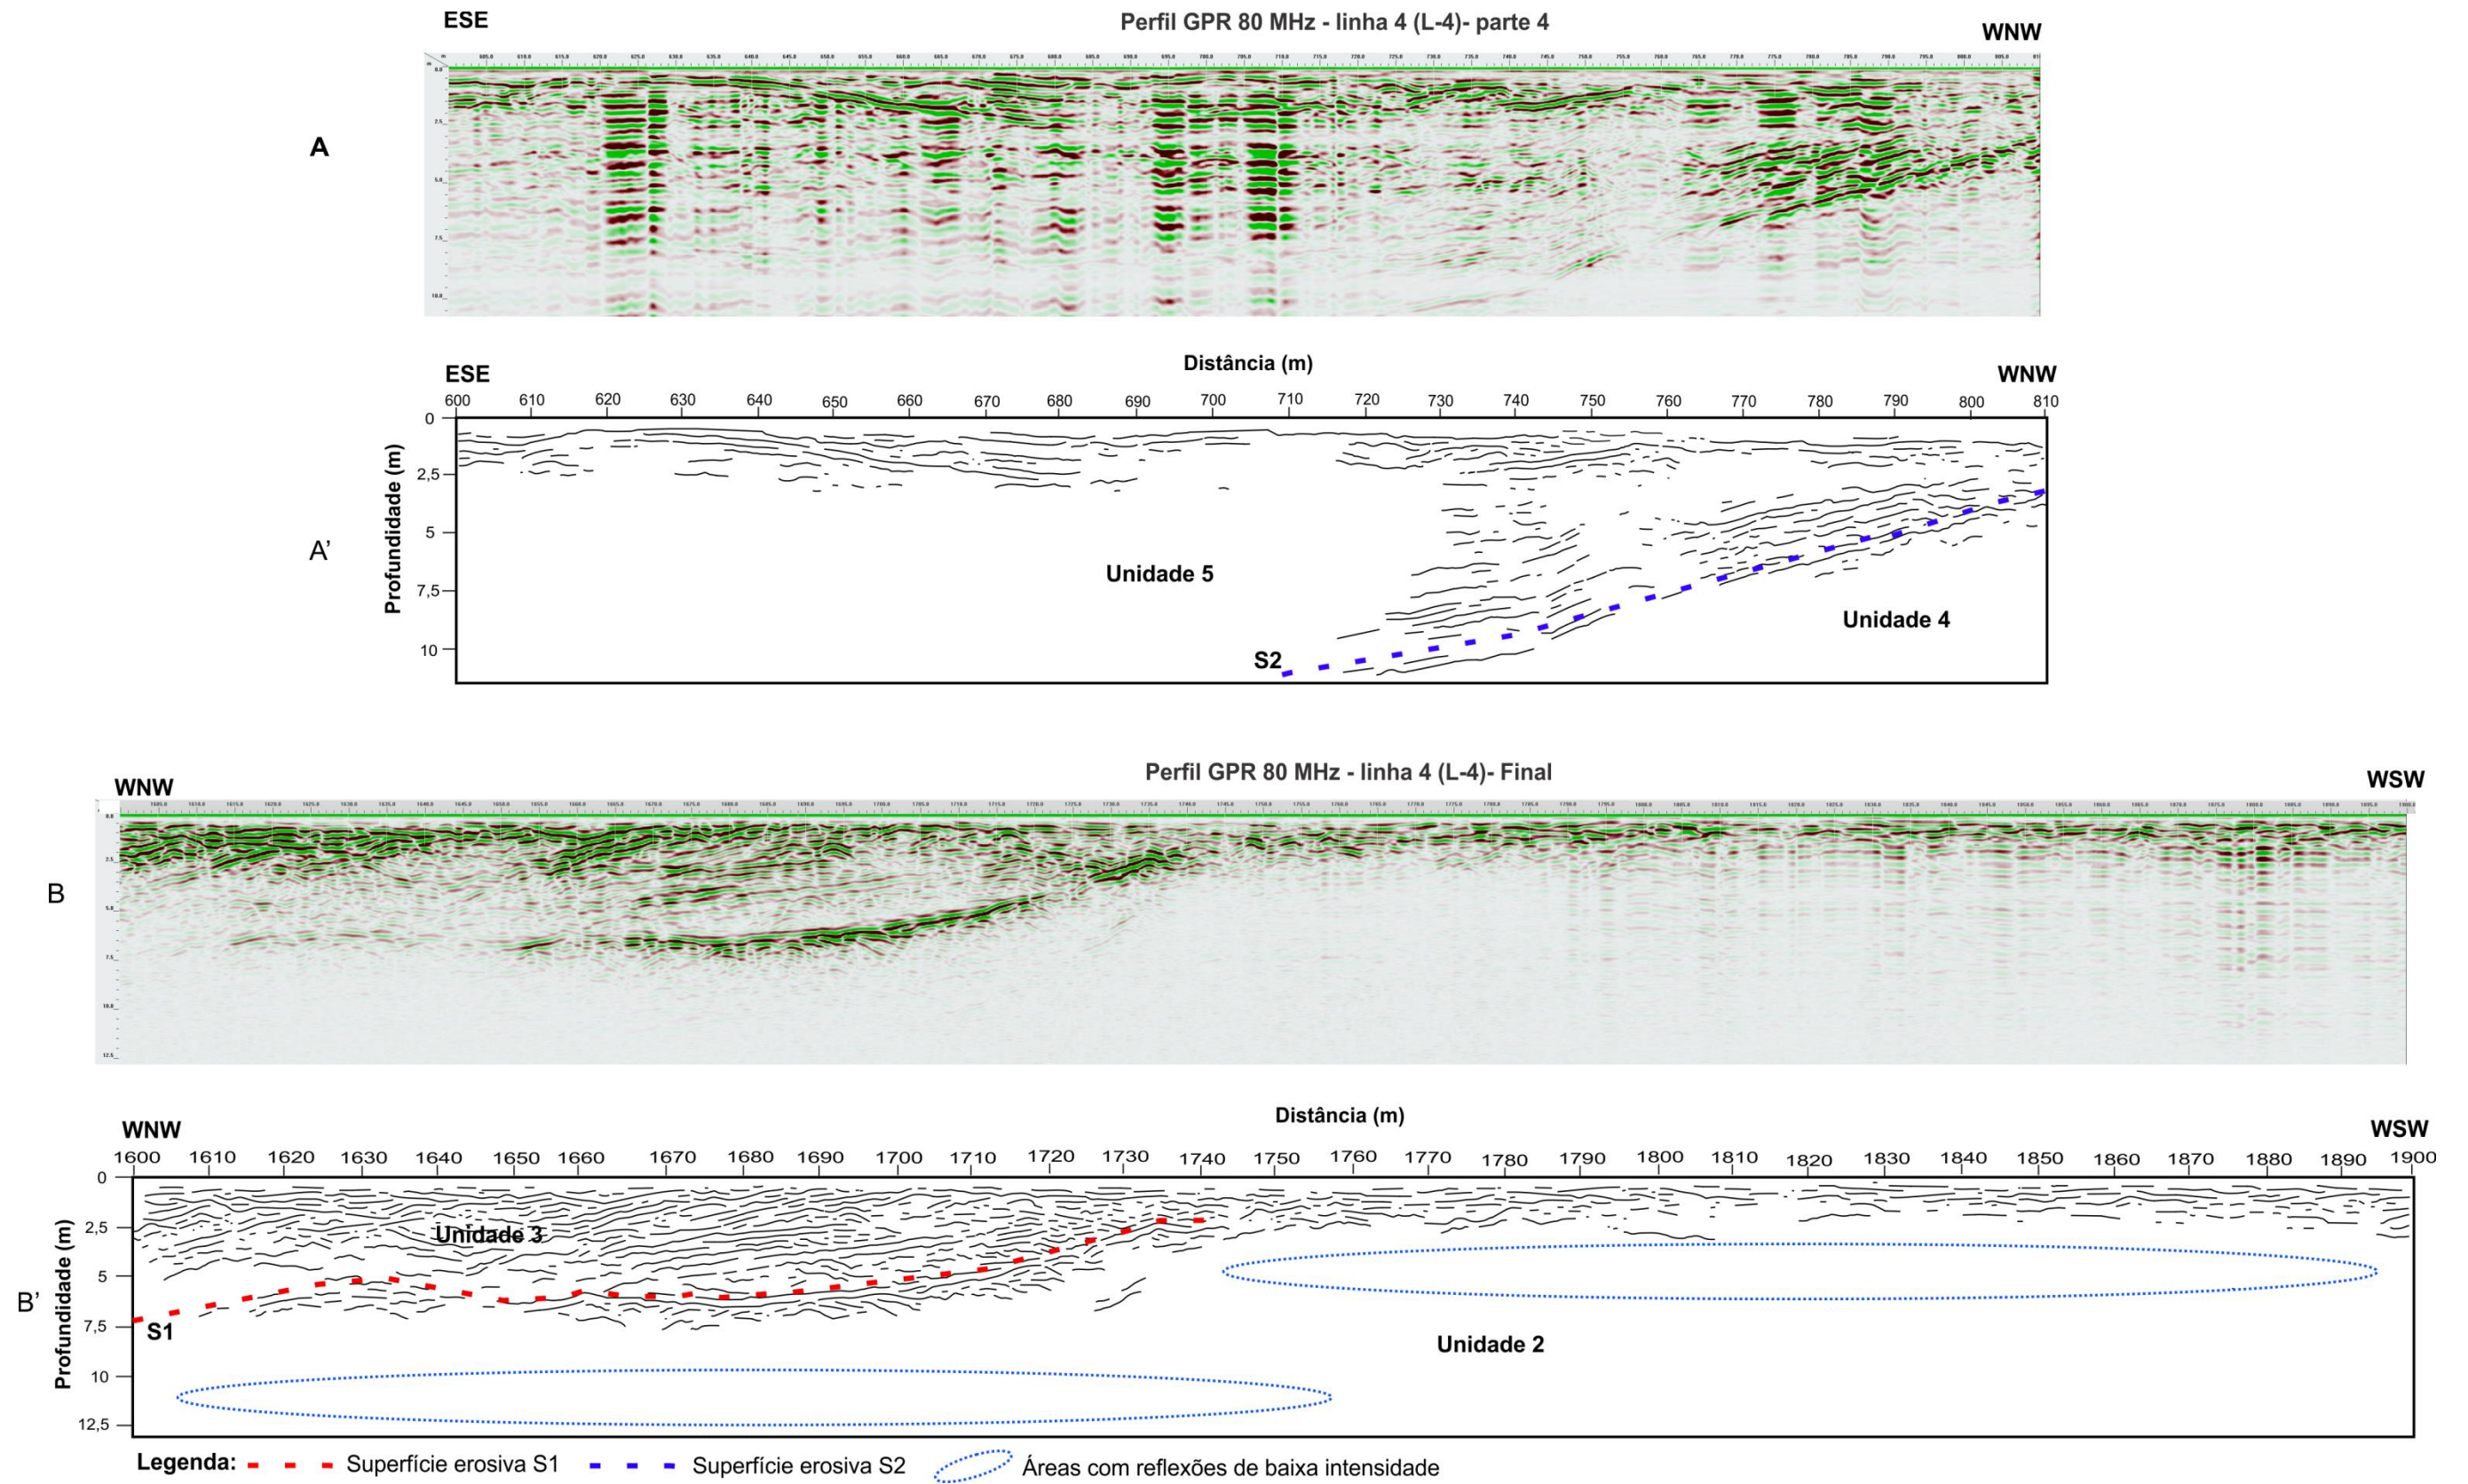 ESE
Perfil GPR 80 MHz - linha 4 (L-4)- parte 4
WNW
A
Distância (m)
ESE
WNW
600 610 620 630 640 650 660 670 680 690 700 710 720 730 740 750 760 770 780 790 800 810
0
2,5
5
7,5
10
Profundidade (m)
A’
Unidade 5
Unidade 4
S2
Perfil GPR 80 MHz - linha 4 (L-4)- Final
WNW
WSW
B
Distância (m)
WNW
WSW
1600 1610 1620 1630 1640 1650 1660 1670 1680 1690 1700 1710 1720 1730 1740 1750 1760 1770 1780 1790 1800 1810 1820 1830 1840 1850 1860 1870 1880 1890 1900
0
2,5
5
7,5
10
12,5
Profundidade (m)
B’
Unidade 3
S1
Unidade 2
Legenda: Superfície erosiva S1 Superfície erosiva S2 Áreas com reflexões de baixa intensidade